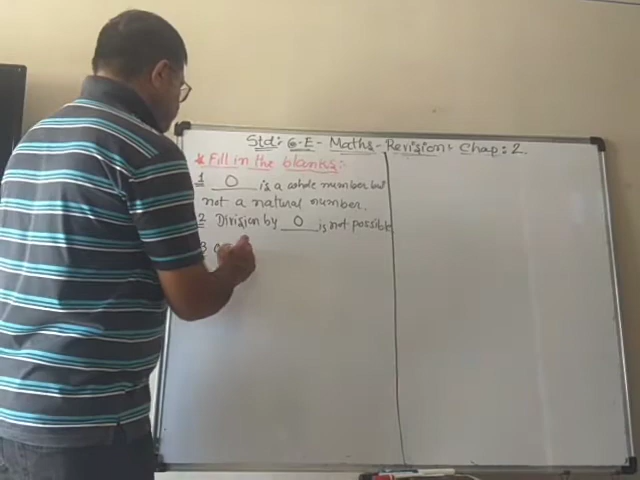 Std: 6-E - Maths - Revision: Chap: 2.
* Fill in the blanks:-
1 0 is a whole number but
not a natural number.
2 Division by 0 is not possible
3